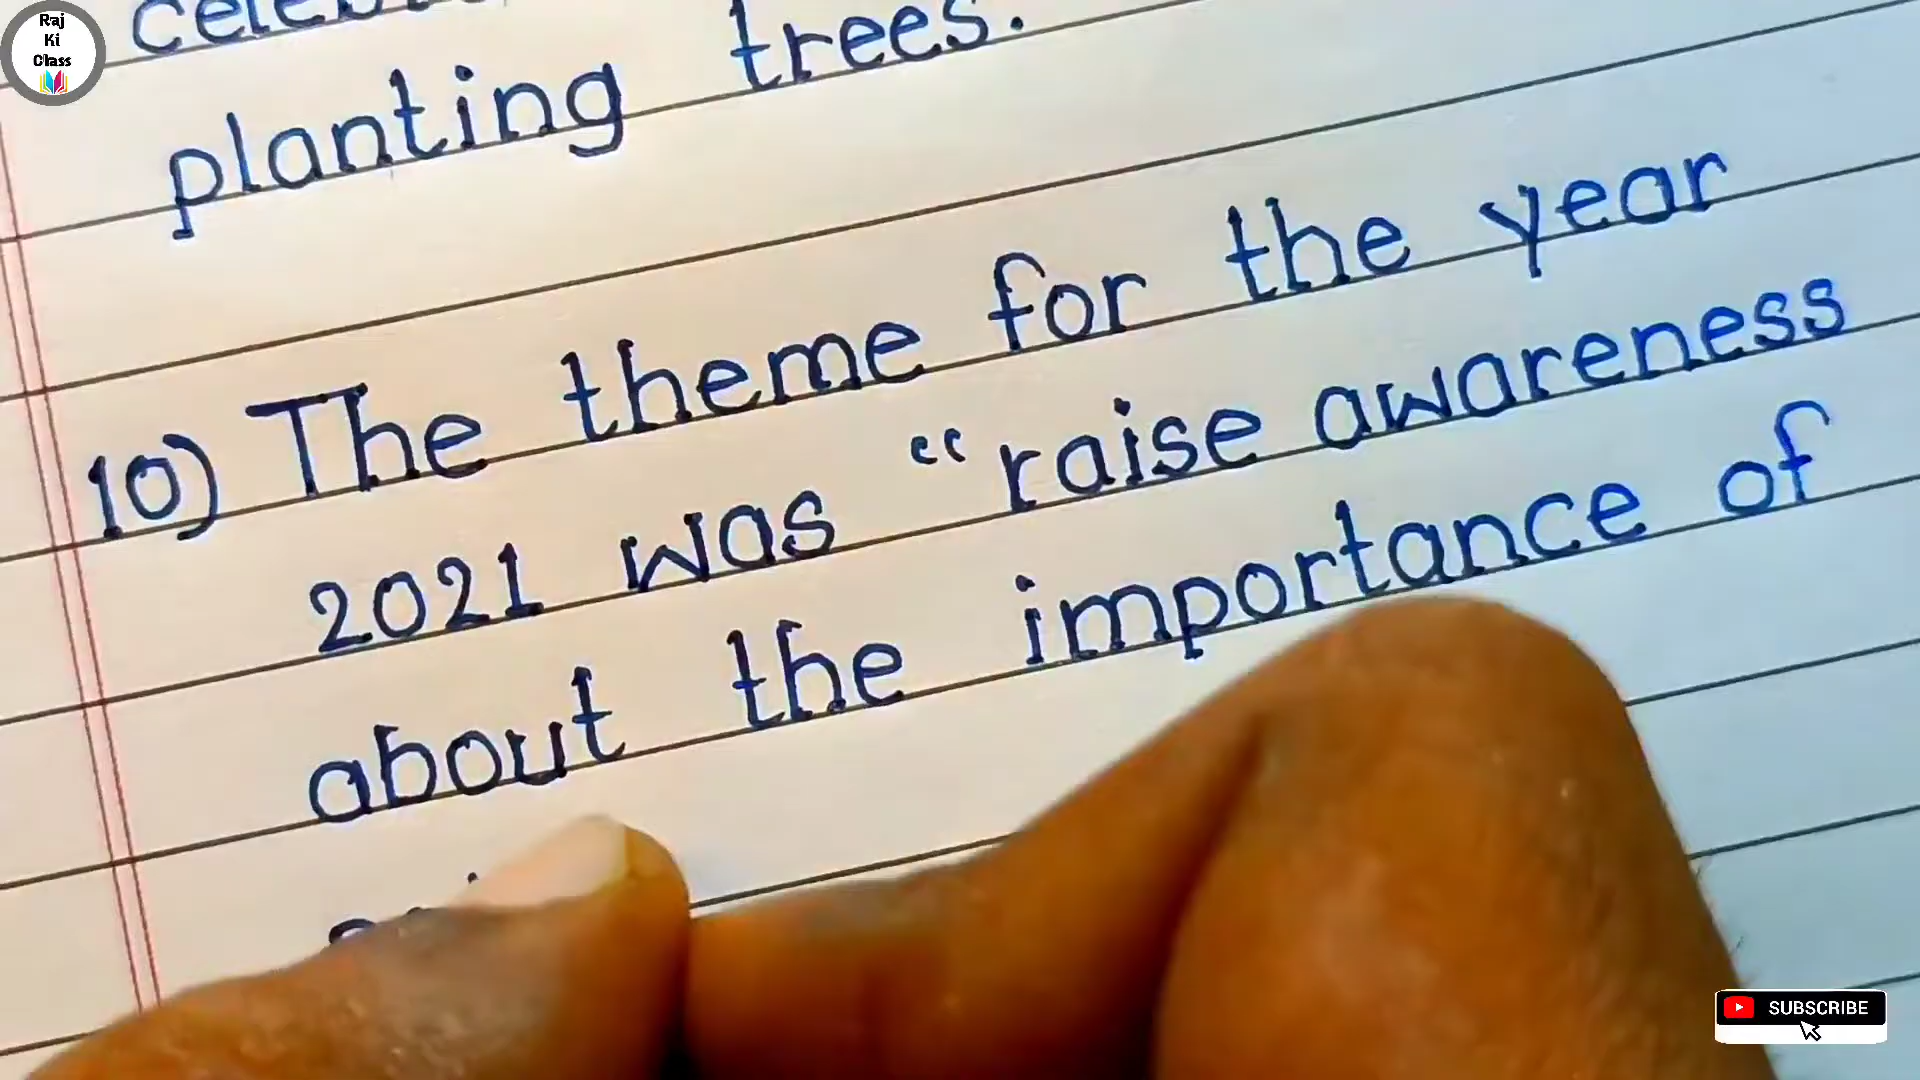 Raj
Ki
Class
planting trees.
10) The theme for the year
2021 was "raise awareness
about the importance of
SUBSCRIBE